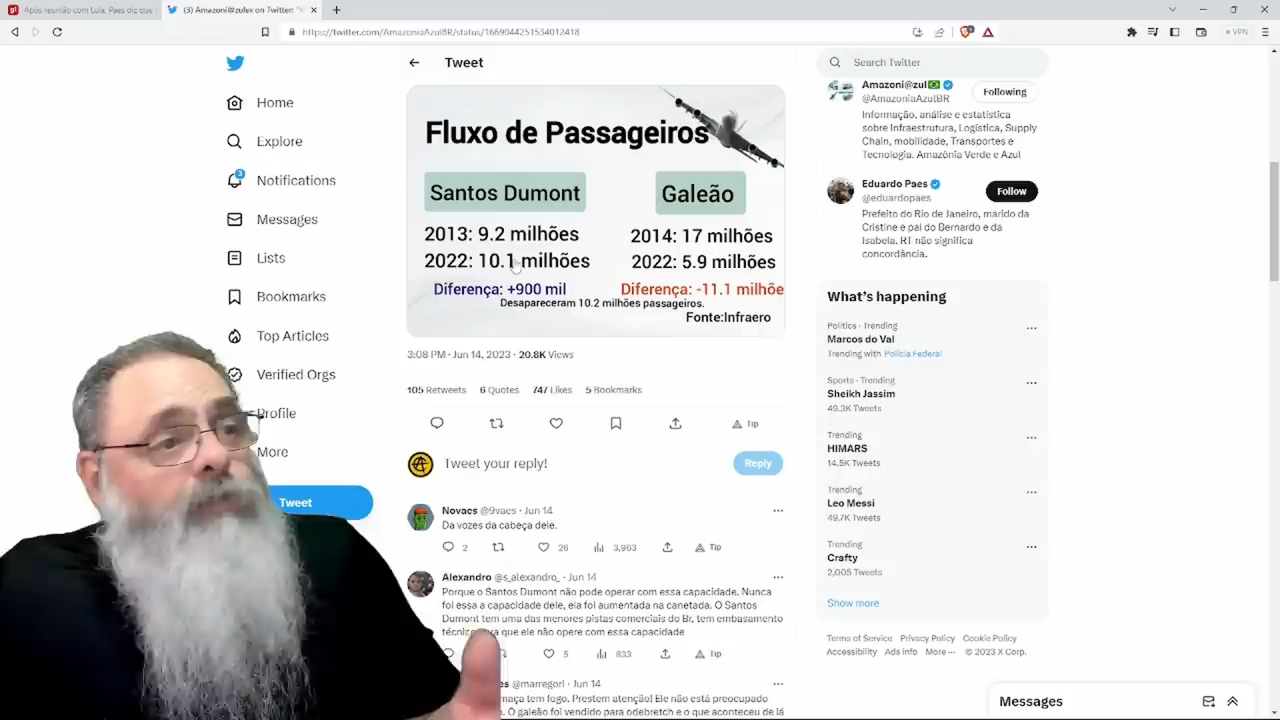 Após reunião com Lula, Paes diz que
(3) Amazoni@zulex on Twitter: "
https://twitter.com/AmazoniaAzulBR/status/1669044251534012418
VPN
Home
Explore
3
Notifications
Messages
Lists
Bookmarks
Top Articles
Verified Orgs
Profile
More
Tweet
Tweet
Fluxo de Passageiros
Santos Dumont
Galeão
2013: 9.2 milhões
2014: 17 milhões
2022: 10.1 milhões
2022: 5.9 milhões
Diferença: +900 mil
Diferença: -11.1 milhõe
Desapareceram 10.2 milhões passageiros.
Fonte:Infraero
3:08 PM · Jun 14, 2023 · 20.8K Views
105 Retweets 6 Quotes 747 Likes 5 Bookmarks
Tip
Tweet your reply!
Reply
Novacs @9vaes · Jun 14
Da vozes da cabeça dele.
2 26 3,963 Tip
Alexandro @s_alexandro_ · Jun 14
Porque o Santos Dumont não pode operar com essa capacidade. Nunca
foi essa a capacidade dele, ela foi aumentada na canetada. O Santos
Dumont tem uma das menores pistas comerciais do Br, tem embasamento
que ele não opere com essa capacidade
5 833 Tip
@marregori · Jun 14
tem fogo. Prestem atenção! Ele não está preocupado
O galeão foi vendido para odebretch e o que aconteceu de lá
Search Twitter
Amazoni@zul
@AmazoniaAzulBR
Following
Informação, análise e estatística
sobre Infraestrutura, Logística, Supply
Chain, mobilidade, Transportes e
Tecnologia. Amazônia Verde e Azul
Eduardo Paes
@eduardopaes
Follow
Prefeito do Rio de Janeiro, marido da
Cristine e pai do Bernardo e da
Isabela. RT não significa
concordância.
What's happening
Politics · Trending
Marcos do Val
Trending with Polícia Federal
Sports · Trending
Sheikh Jassim
49.3K Tweets
Trending
HIMARS
14.5K Tweets
Trending
Leo Messi
49.7K Tweets
Trending
Crafty
2,005 Tweets
Show more
Terms of Service Privacy Policy Cookie Policy
Accessibility Ads info More ··· © 2023 X Corp.
Messages